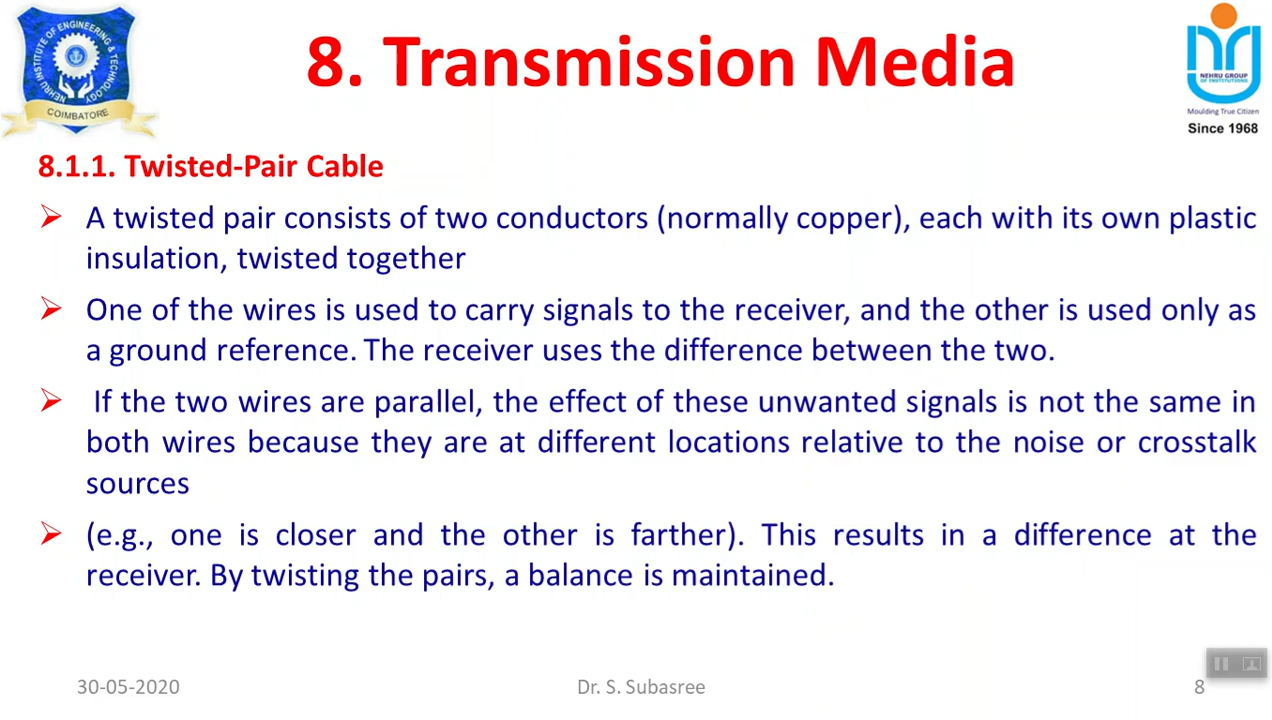 NEHRU INSTITUTE OF ENGINEERING & TECHNOLOGY
COIMBATORE
8. Transmission Media
NEHRU GROUP
OF INSTITUTIONS
Moulding True Citizen
Since 1968
8.1.1. Twisted-Pair Cable
➢ A twisted pair consists of two conductors (normally copper), each with its own plastic
insulation, twisted together
➢ One of the wires is used to carry signals to the receiver, and the other is used only as
a ground reference. The receiver uses the difference between the two.
➢ If the two wires are parallel, the effect of these unwanted signals is not the same in
both wires because they are at different locations relative to the noise or crosstalk
sources
➢ (e.g., one is closer and the other is farther). This results in a difference at the
receiver. By twisting the pairs, a balance is maintained.
30-05-2020
Dr. S. Subasree
8